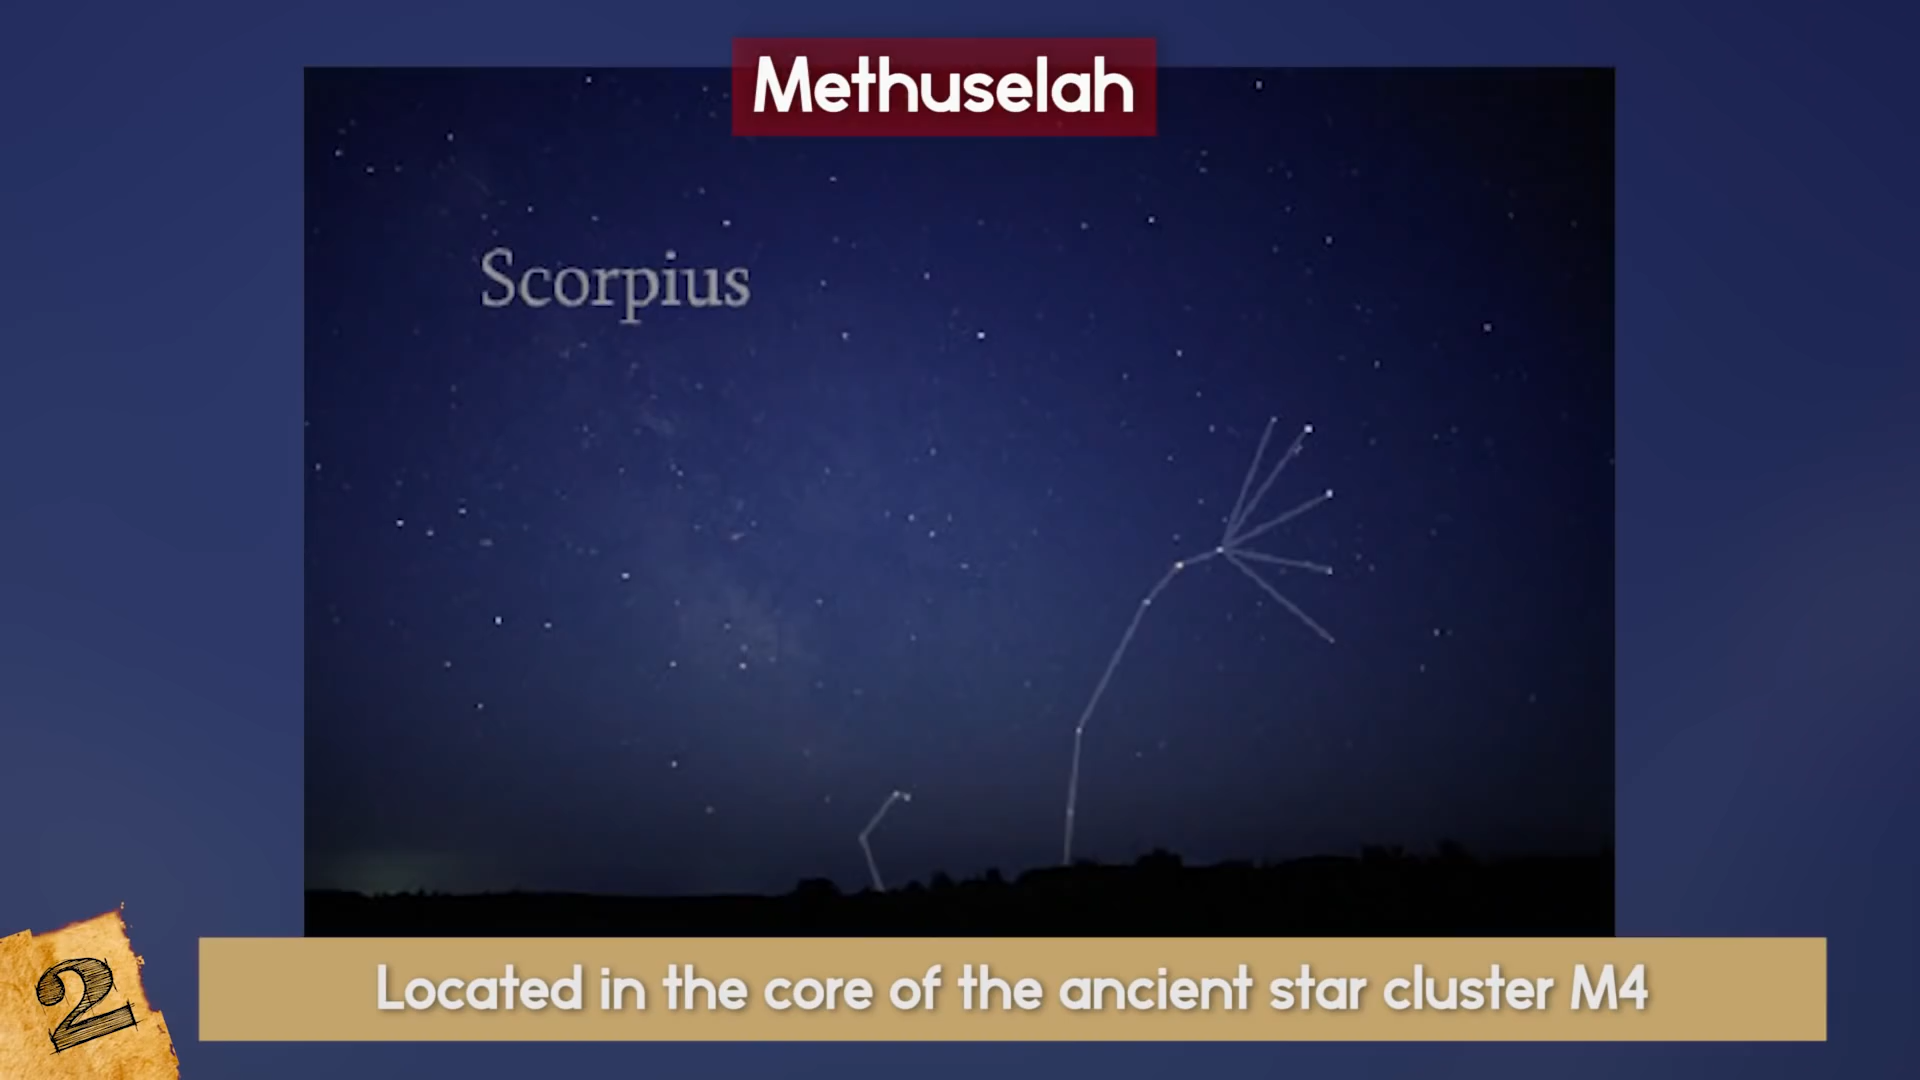 Methuselah
Scorpius
Located in the core of the ancient star cluster M4
2